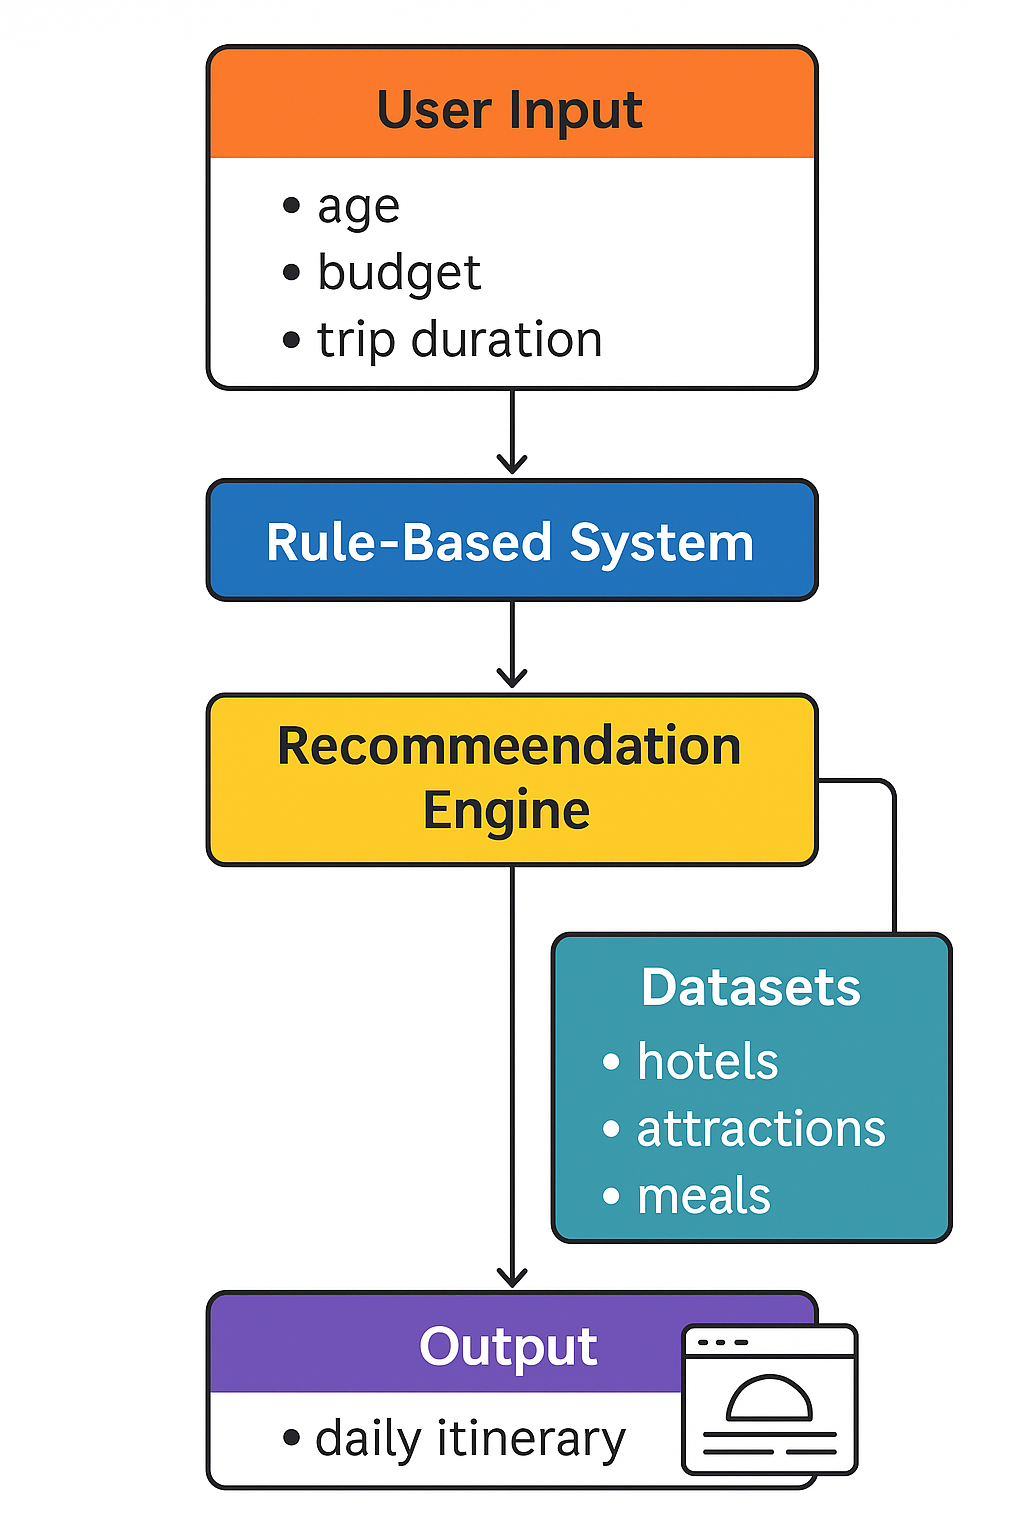 User Input
• age
• budget
• trip duration
Rule-Based System
Recommeendation
Engine
Datasets
• hotels
• attractions
• meals
Output
• daily itinerary